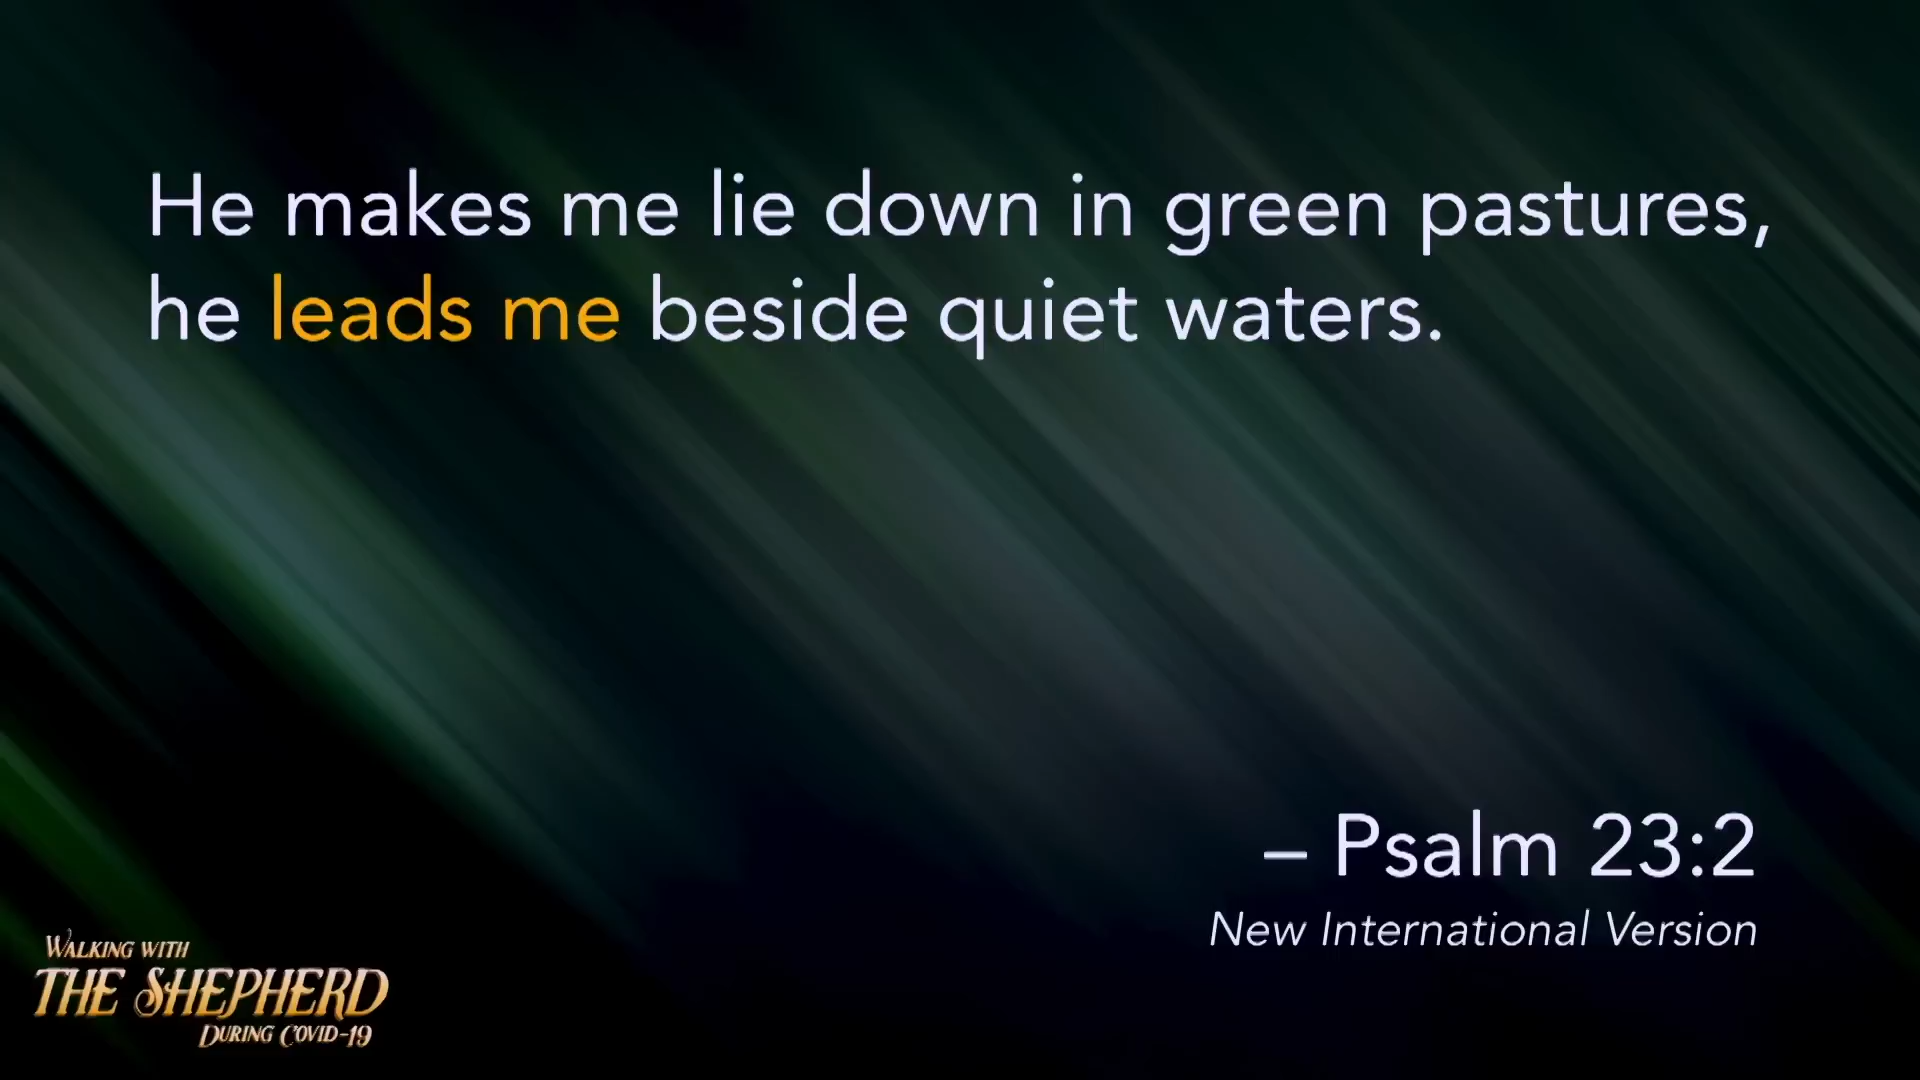 He makes me lie down in green pastures,
he leads me beside quiet waters.
– Psalm 23:2
New International Version
WALKING WITH
THE SHEPHERD
DURING COVID-19